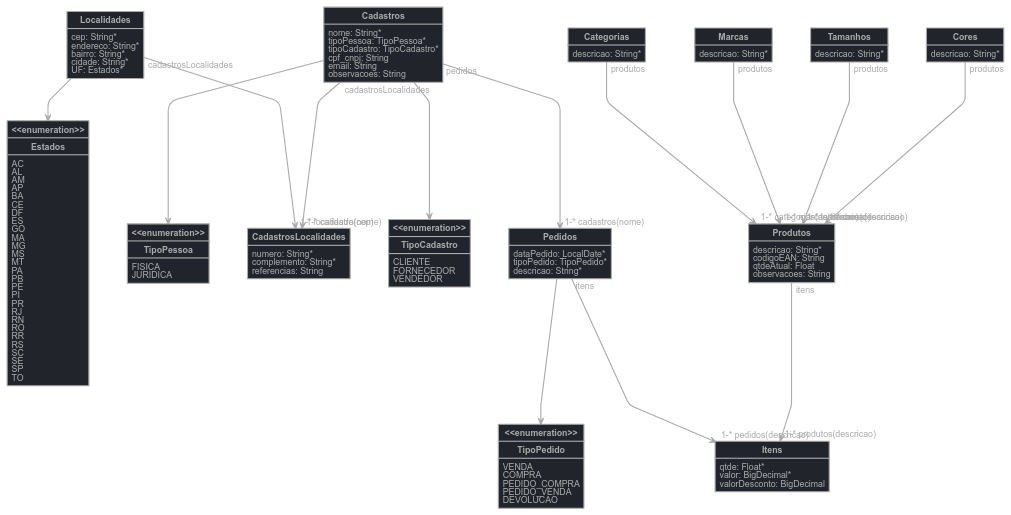 Localidades
cep: String*
endereco: String*
bairro: String*
cidade: String*
UF: Estados*
cadastrosLocalidades
Cadastros
nome: String*
tipoPessoa: TipoPessoa*
tipoCadastro: TipoCadastro*
cpf_cnpj: String
email: String
observacoes: String
pedidos
cadastrosLocalidades
Categorias
descricao: String*
produtos
Marcas
descricao: String*
produtos
Tamanhos
descricao: String*
produtos
Cores
descricao: String*
produtos
<<enumeration>>
Estados
AC
AL
AM
AP
BA
CE
DF
ES
GO
MA
MG
MS
MT
PA
PB
PE
PI
PR
RJ
RN
RO
RR
RS
SC
SE
SP
TO
<<enumeration>>
TipoPessoa
FISICA
JURIDICA
CadastrosLocalidades
numero: String*
complemento: String*
referencias: String
<<enumeration>>
TipoCadastro
CLIENTE
FORNECEDOR
VENDEDOR
1-* cadastros(nome)
Pedidos
dataPedido: LocalDate*
tipoPedido: TipoPedido*
descricao: String*
itens
Produtos
descricao: String*
codigoEAN: String
qtdeAtual: Float
observacoes: String
itens
<<enumeration>>
TipoPedido
VENDA
COMPRA
PEDIDO_COMPRA
PEDIDO_VENDA
DEVOLUCAO
1-* pedidos(descricao)
1-* produtos(descricao)
Itens
qtde: Float*
valor: BigDecimal*
valorDesconto: BigDecimal